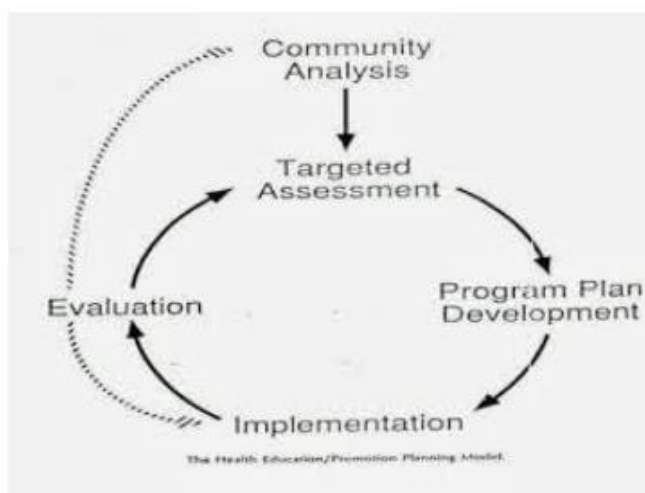 Community
Analysis
Targeted
Assessment
Program Plan
Development
Evaluation
Implementation
The Health Education/Promotion Planning Model.